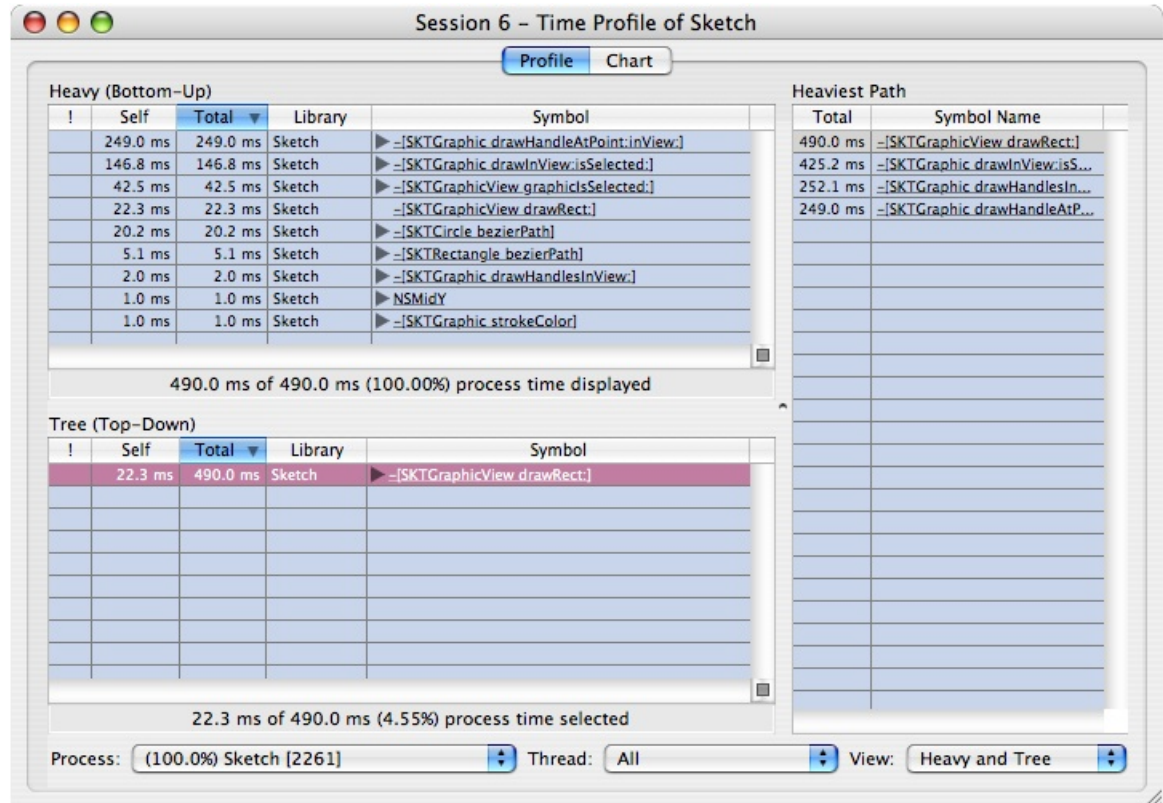 Session 6 – Time Profile of Sketch
Profile Chart
Heavy (Bottom-Up)
! Self Total Library Symbol
249.0 ms 249.0 ms Sketch -[SKTGraphic drawHandleAtPoint:inView:]
146.8 ms 146.8 ms Sketch -[SKTGraphic drawInView:isSelected:]
42.5 ms 42.5 ms Sketch -[SKTGraphicView graphicIsSelected:]
22.3 ms 22.3 ms Sketch -[SKTGraphicView drawRect:]
20.2 ms 20.2 ms Sketch -[SKTCircle bezierPath]
5.1 ms 5.1 ms Sketch -[SKTRectangle bezierPath]
2.0 ms 2.0 ms Sketch -[SKTGraphic drawHandlesInView:]
1.0 ms 1.0 ms Sketch NSMidY
1.0 ms 1.0 ms Sketch -[SKTGraphic strokeColor]
490.0 ms of 490.0 ms (100.00%) process time displayed
Tree (Top-Down)
! Self Total Library Symbol
22.3 ms 490.0 ms Sketch -[SKTGraphicView drawRect:]
22.3 ms of 490.0 ms (4.55%) process time selected
Heaviest Path
Total Symbol Name
490.0 ms -[SKTGraphicView drawRect:]
425.2 ms -[SKTGraphic drawInView:isS...
252.1 ms -[SKTGraphic drawHandlesIn...
249.0 ms -[SKTGraphic drawHandleAtP...
Process: (100.0%) Sketch [2261] Thread: All View: Heavy and Tree